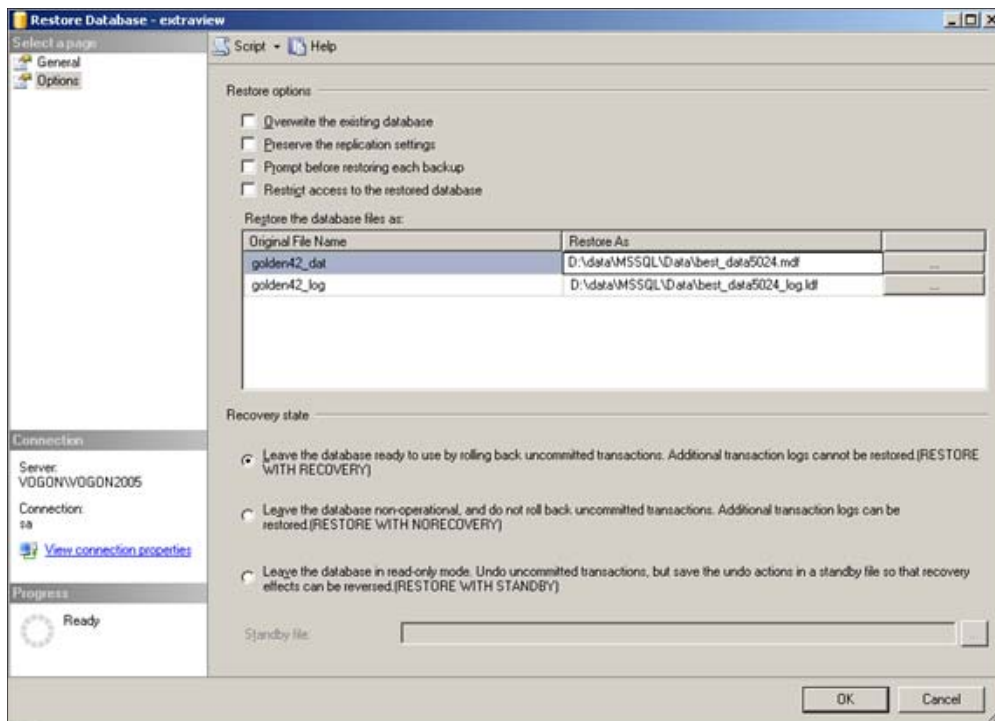 Restore Database - extraview
Select a page
General
Options
Script
Help
Restore options
Overwrite the existing database
Preserve the replication settings
Prompt before restoring each backup
Restrict access to the restored database
Restore the database files as:
Original File Name
Restore As
golden42_dat
D:\data\MSSQL\Data\best_data5024.mdf
...
golden42_log
D:\data\MSSQL\Data\best_data5024_log.ldf
...
Recovery state
Leave the database ready to use by rolling back uncommitted transactions. Additional transaction logs cannot be restored.(RESTORE
WITH RECOVERY)
Leave the database non-operational, and do not roll back uncommitted transactions. Additional transaction logs can be
restored.(RESTORE WITH NORECOVERY)
Leave the database in read-only mode. Undo uncommitted transactions, but save the undo actions in a standby file so that recovery
effects can be reversed.(RESTORE WITH STANDBY)
Standby file:
...
Connection
Server:
VOGON\VOGON2005
Connection:
sa
View connection properties
Progress
Ready
OK
Cancel